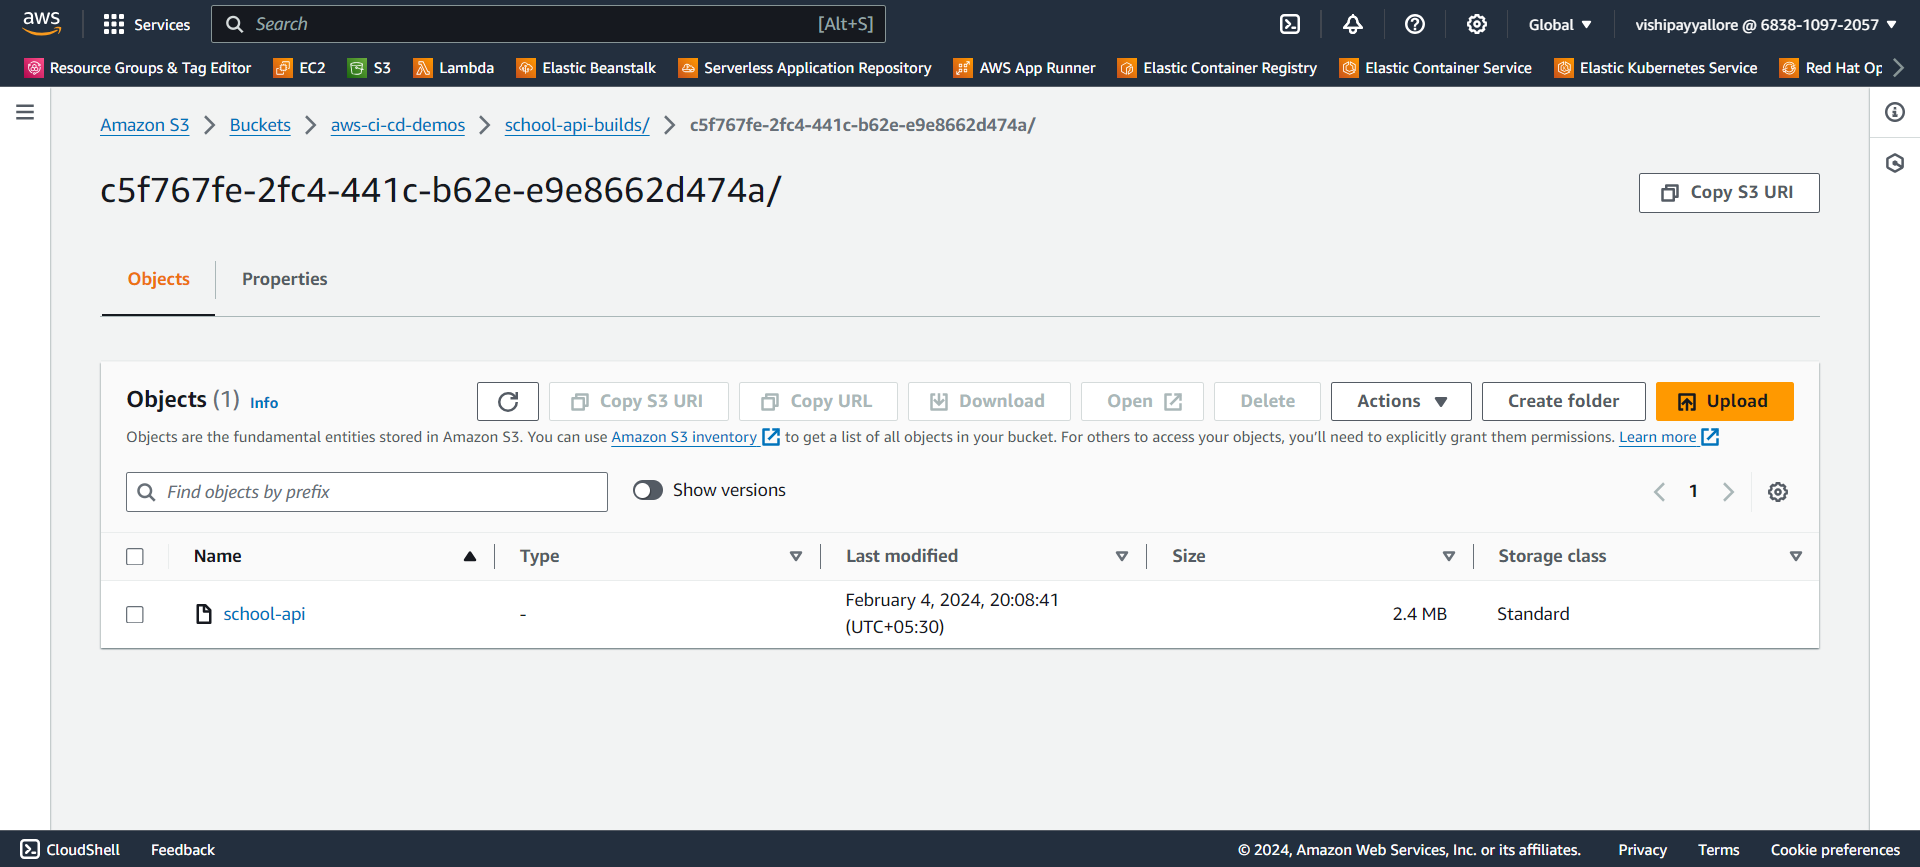 aws Services Search [Alt+S] Global vishipayyallore @ 6838-1097-2057
Resource Groups & Tag Editor EC2 S3 Lambda Elastic Beanstalk Serverless Application Repository AWS App Runner Elastic Container Registry Elastic Container Service Elastic Kubernetes Service Red Hat Op
Amazon S3 Buckets aws-ci-cd-demos school-api-builds/ c5f767fe-2fc4-441c-b62e-e9e8662d474a/
c5f767fe-2fc4-441c-b62e-e9e8662d474a/ Copy S3 URI
Objects Properties
Objects (1) Info Copy S3 URI Copy URL Download Open Delete Actions Create folder Upload
Objects are the fundamental entities stored in Amazon S3. You can use Amazon S3 inventory to get a list of all objects in your bucket. For others to access your objects, you'll need to explicitly grant them permissions. Learn more
Find objects by prefix Show versions 1
Name Type Last modified Size Storage class
school-api - February 4, 2024, 20:08:41 2.4 MB Standard
(UTC+05:30)
CloudShell Feedback © 2024, Amazon Web Services, Inc. or its affiliates. Privacy Terms Cookie preferences